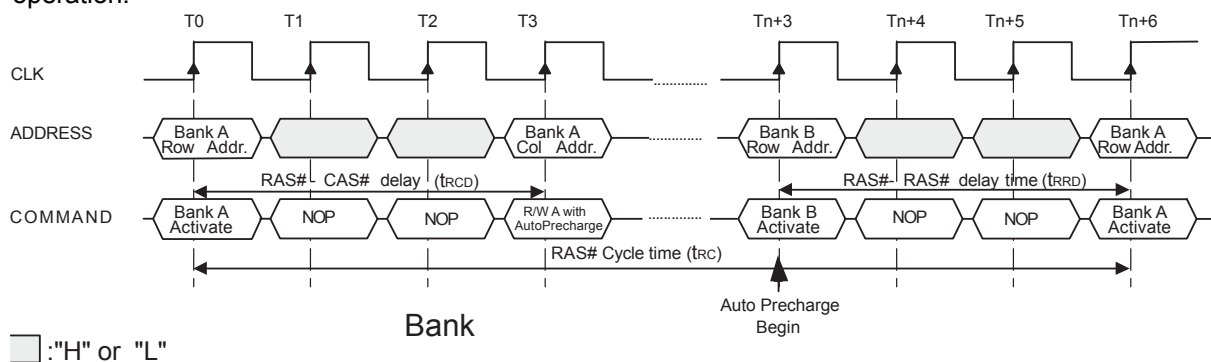 operation.
T0 T1 T2 T3 Tn+3 Tn+4 Tn+5 Tn+6
CLK
ADDRESS Bank A Row Addr. Bank A Col Addr. Bank B Row Addr. Bank A Row Addr.
RAS# - CAS# delay (tRCD) RAS# - RAS# delay time (tRRD)
COMMAND Bank A Activate NOP NOP R/W A with AutoPrecharge Bank B Activate NOP NOP Bank A Activate
RAS# Cycle time (tRC)
Auto Precharge
Begin
Bank
:"H" or "L"